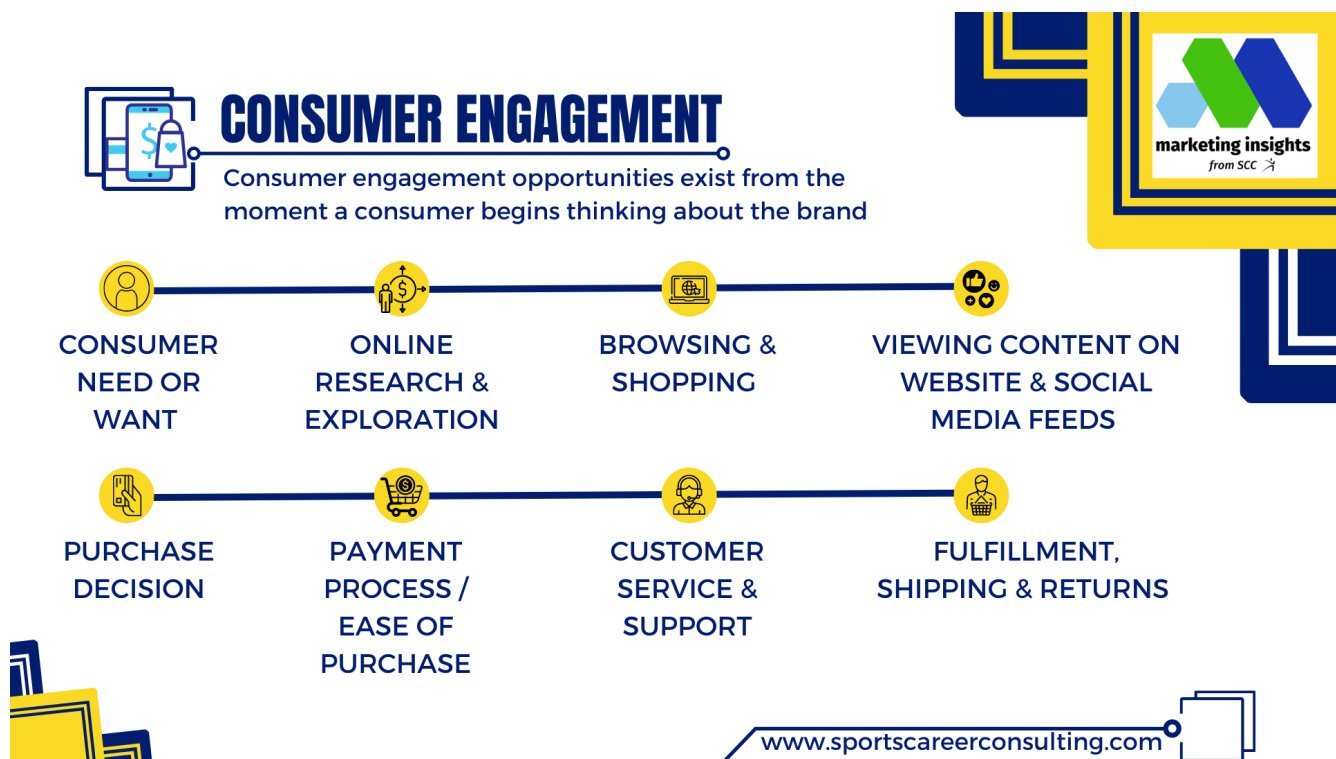 CONSUMER ENGAGEMENT
Consumer engagement opportunities exist from the
moment a consumer begins thinking about the brand
marketing insights
from SCC
CONSUMER
NEED OR
WANT
ONLINE
RESEARCH &
EXPLORATION
BROWSING &
SHOPPING
VIEWING CONTENT ON
WEBSITE & SOCIAL
MEDIA FEEDS
PURCHASE
DECISION
PAYMENT
PROCESS /
EASE OF
PURCHASE
CUSTOMER
SERVICE &
SUPPORT
FULFILLMENT,
SHIPPING & RETURNS
www.sportscareerconsulting.com